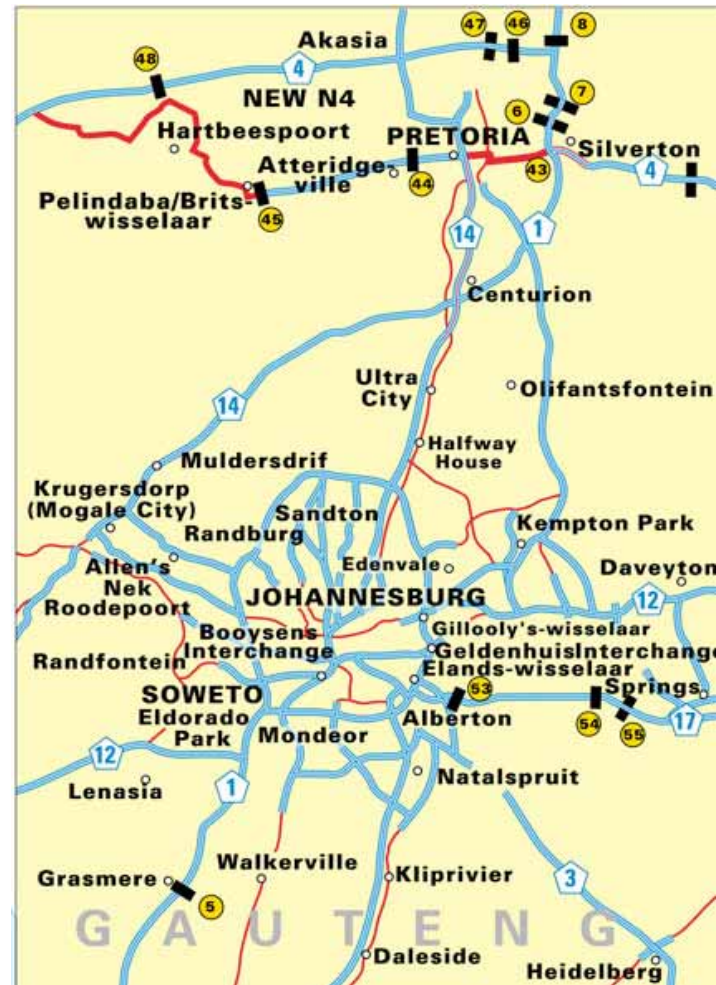 47
46
8
Akasia
48
4
NEW N4
7
6
Hartbeespoort
PRETORIA
Silverton
Atteridge-
ville
44
43
4
Pelindaba/Brits-
wisselaar
45
14
1
Centurion
Ultra
City
Olifantsfontein
14
Halfway
House
Muldersdrif
Krugersdorp
(Mogale City)
Sandton
Randburg
Kempton Park
Allen's
Nek
Edenvale
Daveyton
Roodepoort
JOHANNESBURG
12
Booysens
Interchange
Gillooly's-wisselaar
GeldenhuisInterchange
Randfontein
Elands-wisselaar
53
Springs
SOWETO
Eldorado
Park
Alberton
54
55
17
Mondeor
12
Lenasia
1
Natalspruit
Grasmere
5
Walkerville
Kliprivier
3
GAUTENG
Daleside
Heidelberg